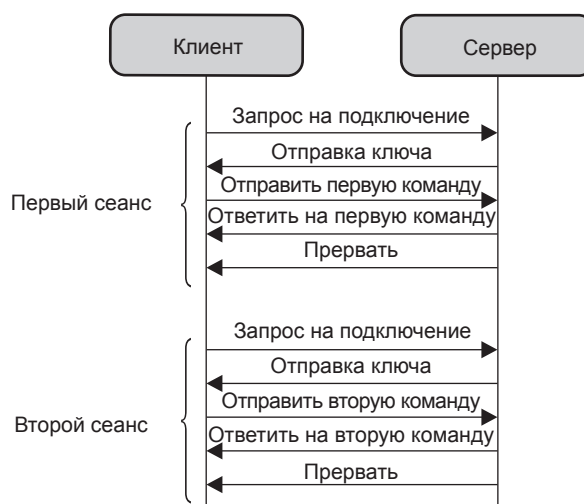 Клиент
Сервер
Запрос на подключение
Отправка ключа
Отправить первую команду
Ответить на первую команду
Прервать
Первый сеанс
Запрос на подключение
Отправка ключа
Отправить вторую команду
Ответить на вторую команду
Прервать
Второй сеанс